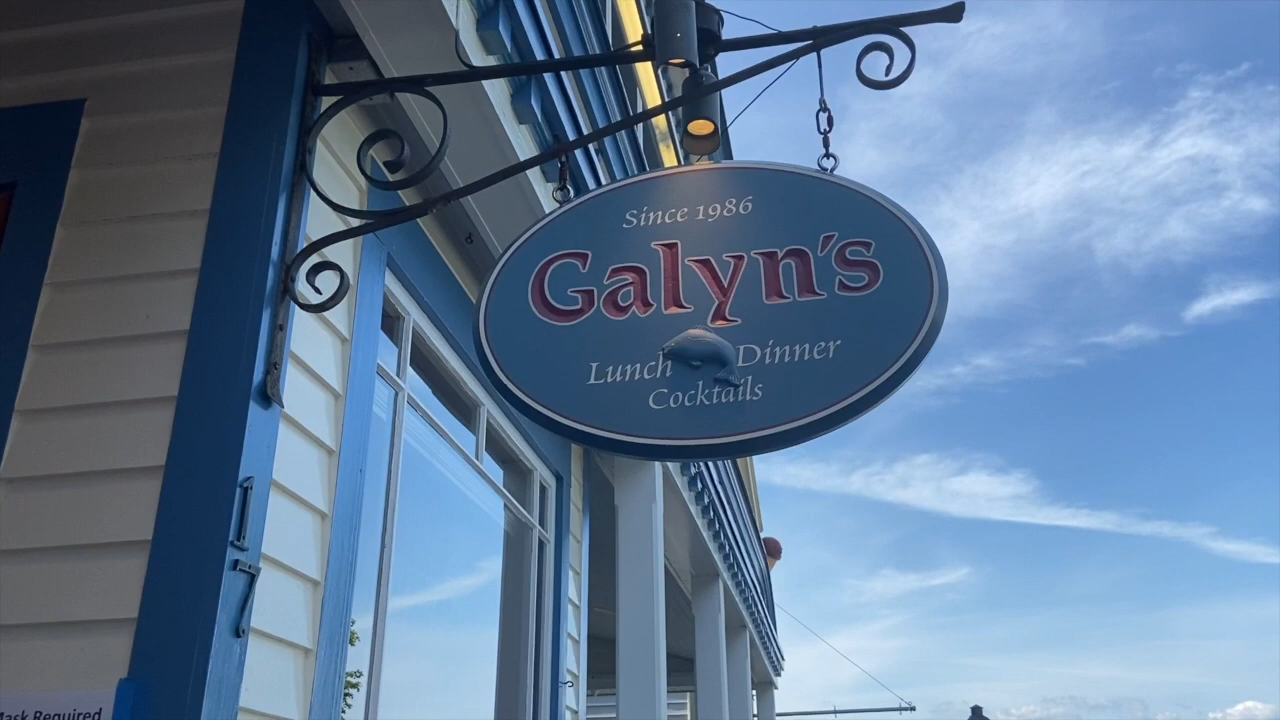 Since 1986
Galyn's
Lunch Dinner
Cocktails
Mask Required